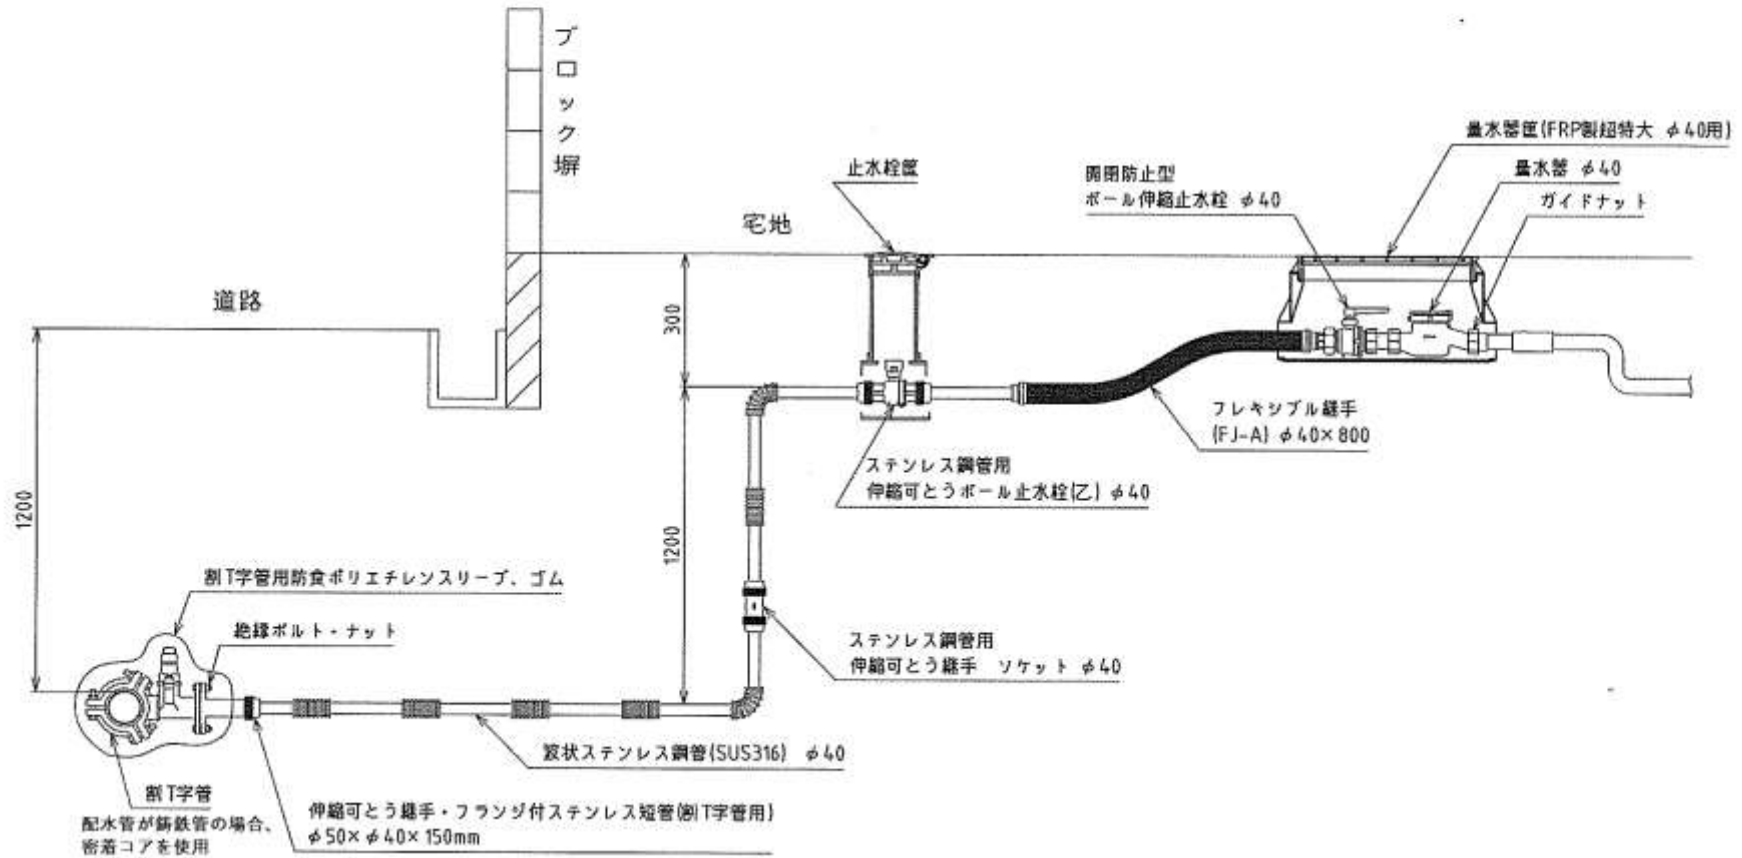 ブロック塀
量水器筐(FRP製超特大 φ40用)
止水栓筐
開閉防止型
ボール伸縮止水栓 φ40
量水器 φ40
ガイドナット
宅地
道路
300
1200
1200
フレキシブル継手
(FJ-A) φ40×800
ステンレス鋼管用
伸縮可とうボール止水栓(乙) φ40
割T字管用防食ポリエチレンスリーブ、ゴム
絶縁ボルト・ナット
ステンレス鋼管用
伸縮可とう継手 ソケット φ40
波状ステンレス鋼管(SUS316) φ40
割T字管
配水管が鋳鉄管の場合、
密着コアを使用
伸縮可とう継手・フランジ付ステンレス短管(割T字管用)
φ50×φ40×150mm